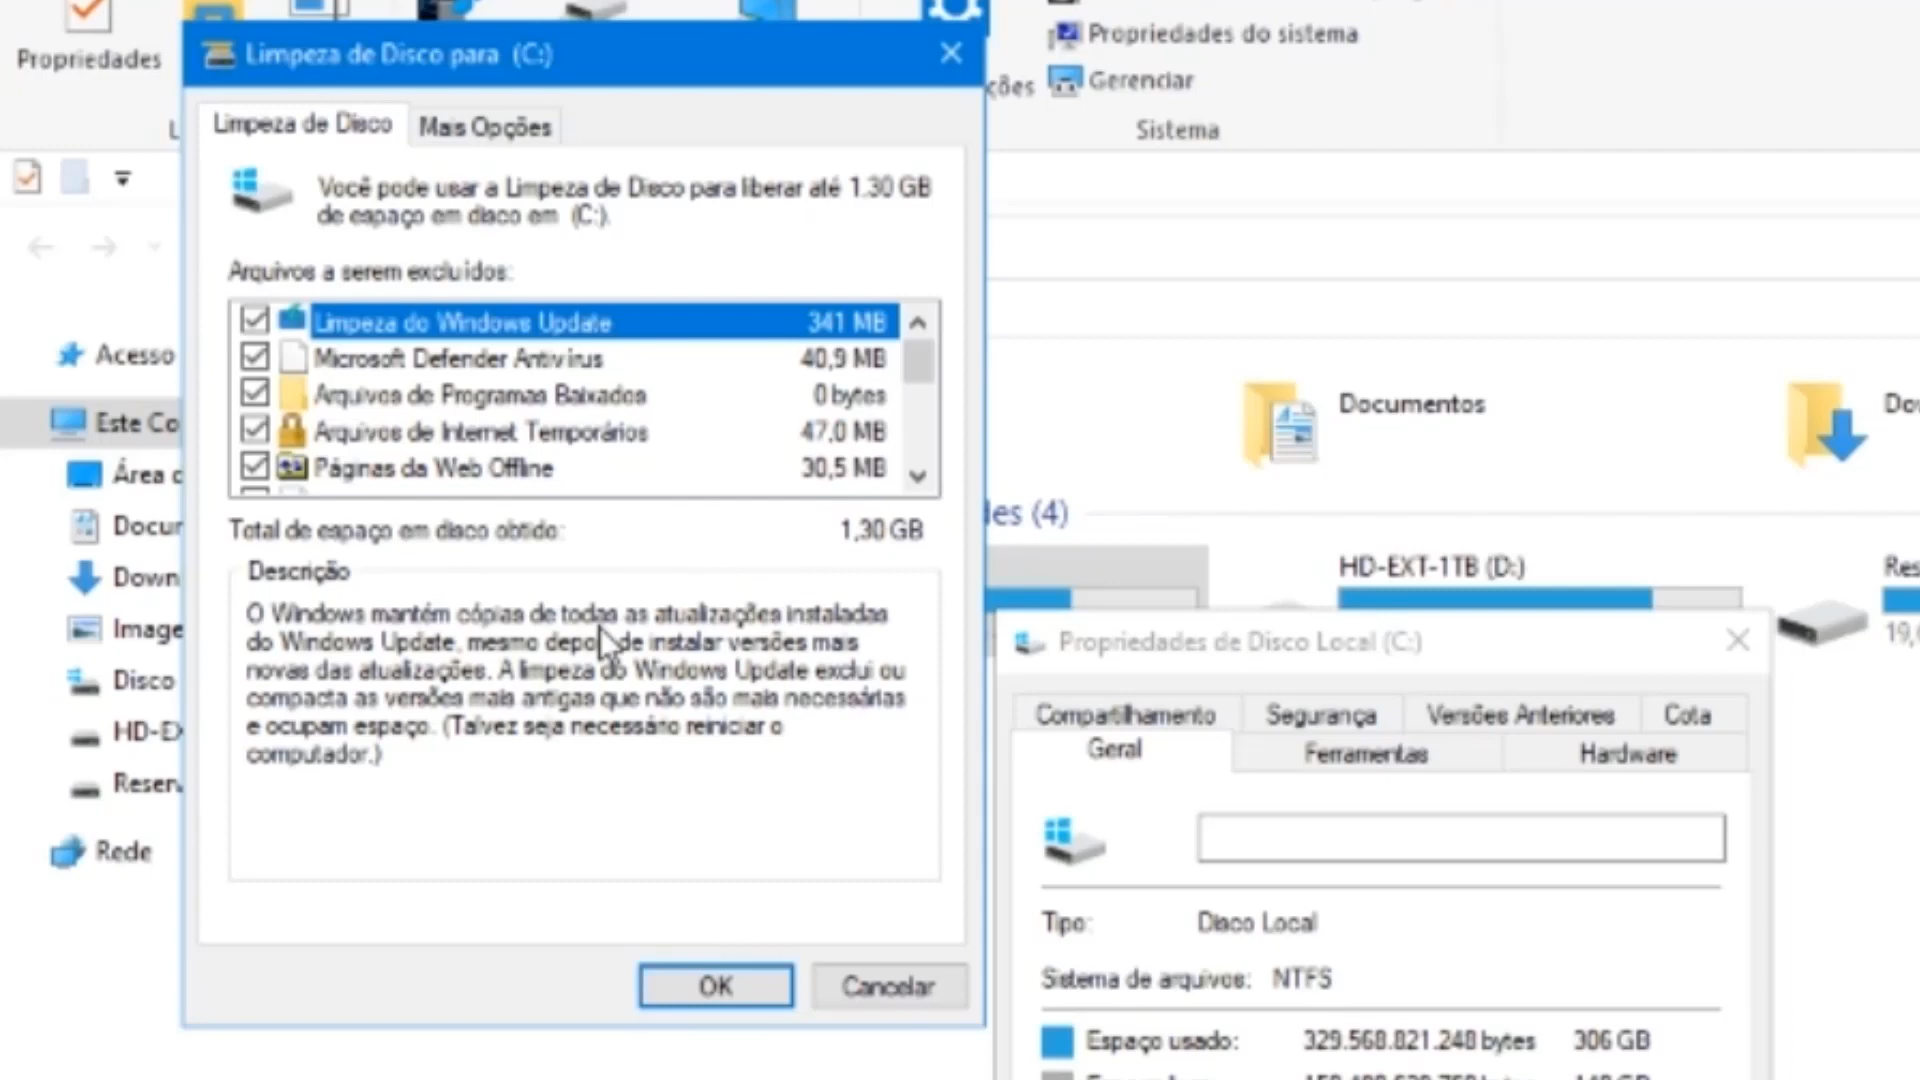 Propriedades
Propriedades do sistema
Gerenciar
Sistema
Limpeza de Disco para (C:)
Limpeza de Disco
Mais Opções
Você pode usar a Limpeza de Disco para liberar até 1.30 GB
de espaço em disco em (C:).
Arquivos a serem excluídos:
Limpeza do Windows Update 341 MB
Microsoft Defender Antivírus 40,9 MB
Arquivos de Programas Baixados 0 bytes
Arquivos de Internet Temporários 47,0 MB
Páginas da Web Offline 30,5 MB
Total de espaço em disco obtido: 1,30 GB
Descrição
O Windows mantém cópias de todas as atualizações instaladas
do Windows Update, mesmo depois de instalar versões mais
novas das atualizações. A limpeza do Windows Update exclui ou
compacta as versões mais antigas que não são mais necessárias
e ocupam espaço. (Talvez seja necessário reiniciar o
computador.)
OK
Cancelar
Acesso
Este Co
Área
Docum
Down
Image
Disco
HD-EX
Reserv
Rede
Documentos
Dow
(4)
HD-EXT-1TB (D:)
Res
19,
Propriedades de Disco Local (C:)
Compartilhamento Segurança Versões Anteriores Cota
Geral Ferramentas Hardware
Tipo: Disco Local
Sistema de arquivos: NTFS
Espaço usado: 329.568.821.248 bytes 306 GB